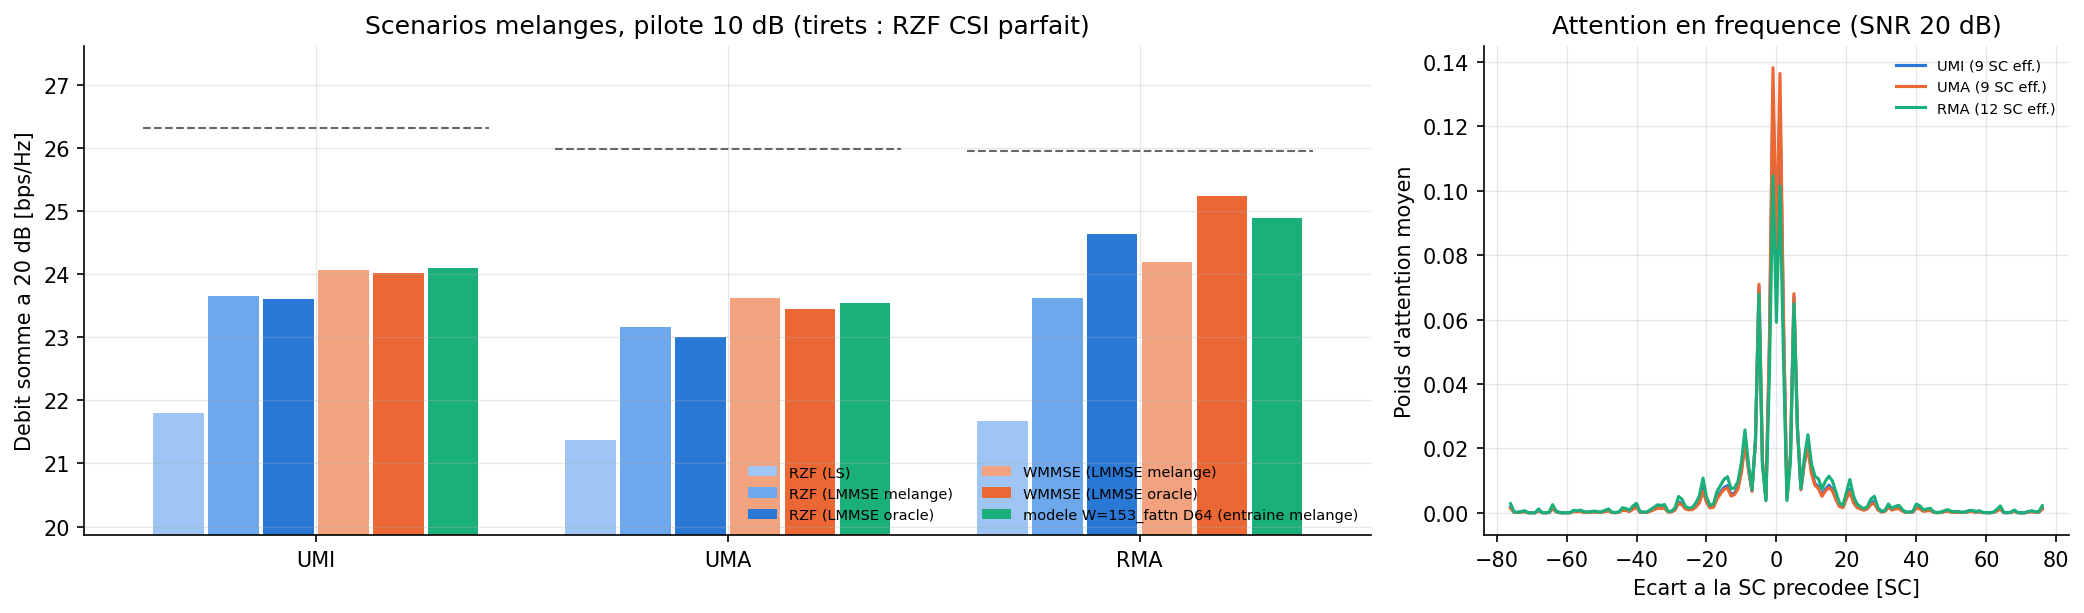 Scenarios melanges, pilote 10 dB (tirets : RZF CSI parfait)
Debit somme a 20 dB [bps/Hz]
27
26
25
24
23
22
21
20
UMI
UMA
RMA
RZF (LS)
RZF (LMMSE melange)
RZF (LMMSE oracle)
WMMSE (LMMSE melange)
WMMSE (LMMSE oracle)
modele W=153_fattn D64 (entraine melange)
Attention en frequence (SNR 20 dB)
Poids d'attention moyen
0.14
0.12
0.10
0.08
0.06
0.04
0.02
0.00
UMI (9 SC eff.)
UMA (9 SC eff.)
RMA (12 SC eff.)
−80
−60
−40
−20
0
20
40
60
80
Ecart a la SC precodee [SC]